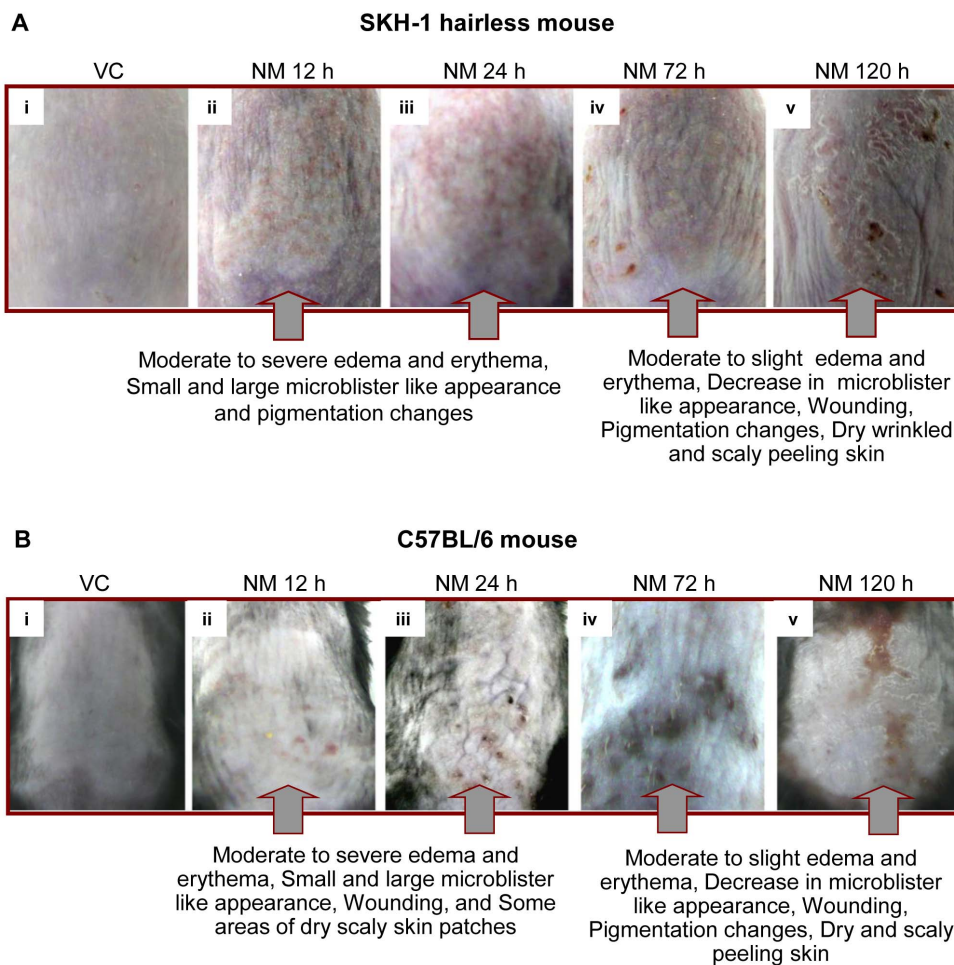 A
SKH-1 hairless mouse
VC
NM 12 h
NM 24 h
NM 72 h
NM 120 h
i
ii
iii
iv
v
Moderate to severe edema and erythema,
Small and large microblister like appearance
and pigmentation changes
Moderate to slight edema and
erythema, Decrease in microblister
like appearance, Wounding,
Pigmentation changes, Dry wrinkled
and scaly peeling skin
B
C57BL/6 mouse
VC
NM 12 h
NM 24 h
NM 72 h
NM 120 h
i
ii
iii
iv
v
Moderate to severe edema and
erythema, Small and large microblister
like appearance, Wounding, and Some
areas of dry scaly skin patches
Moderate to slight edema and
erythema, Decrease in microblister
like appearance, Wounding,
Pigmentation changes, Dry and scaly
peeling skin